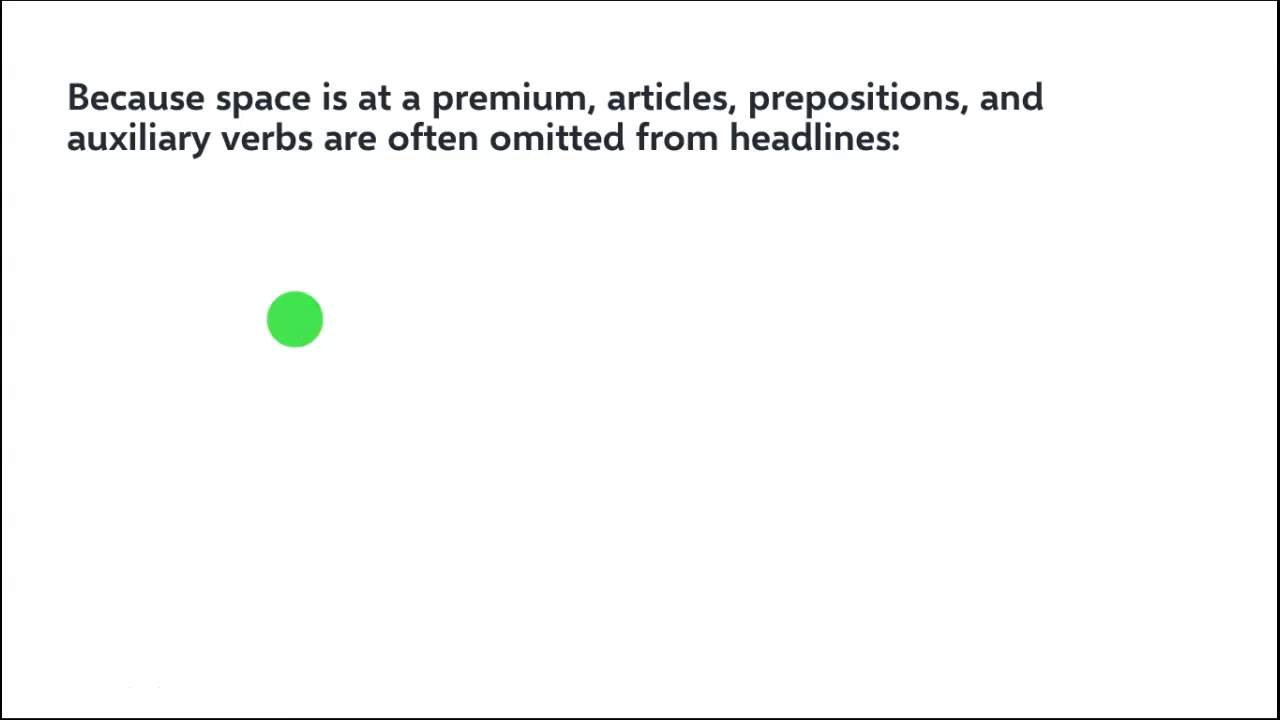 Because space is at a premium, articles, prepositions, and
auxiliary verbs are often omitted from headlines: